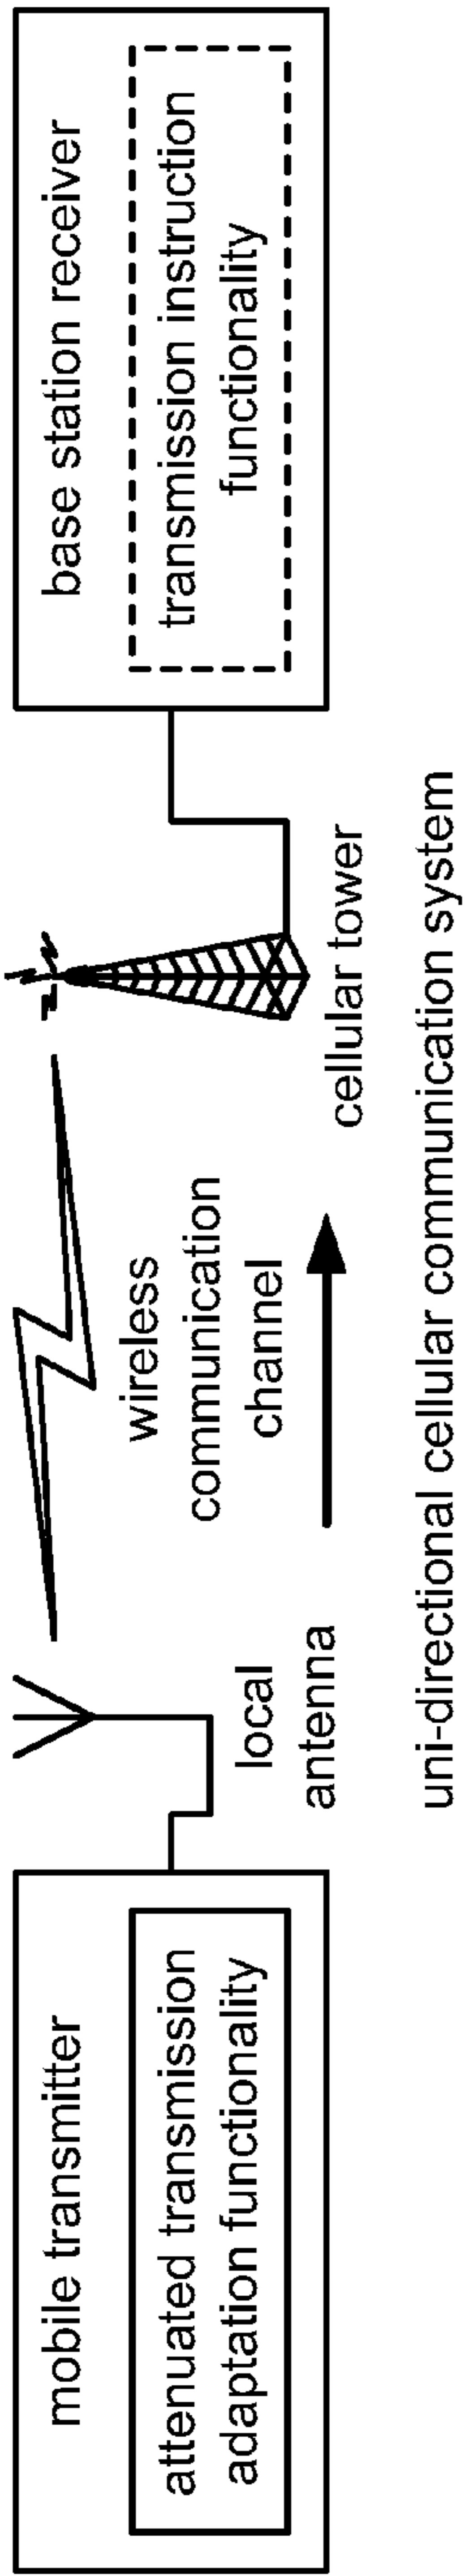 mobile transmitter
attenuated transmission
adaptation functionality
local
antenna
wireless
communication
channel
cellular tower
base station receiver
transmission instruction
functionality
uni-directional cellular communication system